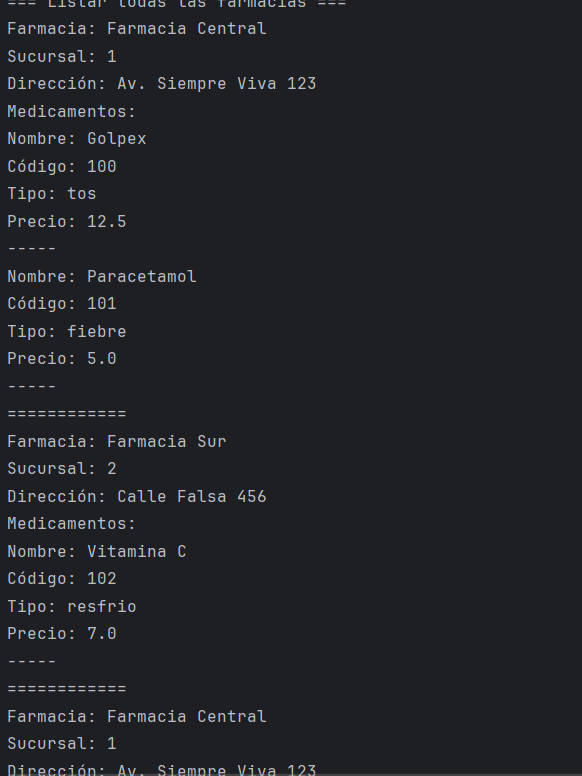 === Listar todas las farmacias ===
Farmacia: Farmacia Central
Sucursal: 1
Dirección: Av. Siempre Viva 123
Medicamentos:
Nombre: Golpex
Código: 100
Tipo: tos
Precio: 12.5
-----
Nombre: Paracetamol
Código: 101
Tipo: fiebre
Precio: 5.0
-----
============
Farmacia: Farmacia Sur
Sucursal: 2
Dirección: Calle Falsa 456
Medicamentos:
Nombre: Vitamina C
Código: 102
Tipo: resfrio
Precio: 7.0
-----
============
Farmacia: Farmacia Central
Sucursal: 1
Dirección: Av. Siempre Viva 123